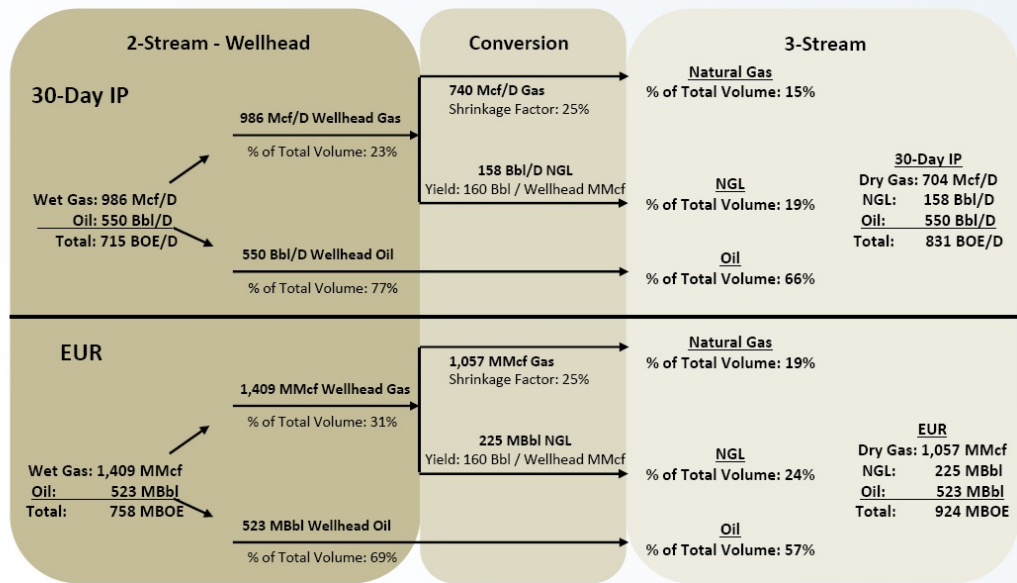 2-Stream - Wellhead
Conversion
3-Stream
30-Day IP
Wet Gas: 986 Mcf/D
Oil: 550 Bbl/D
Total: 715 BOE/D
986 Mcf/D Wellhead Gas
% of Total Volume: 23%
550 Bbl/D Wellhead Oil
% of Total Volume: 77%
740 Mcf/D Gas
Shrinkage Factor: 25%
158 Bbl/D NGL
Yield: 160 Bbl / Wellhead MMcf
Natural Gas
% of Total Volume: 15%
NGL
% of Total Volume: 19%
Oil
% of Total Volume: 66%
30-Day IP
Dry Gas: 704 Mcf/D
NGL: 158 Bbl/D
Oil: 550 Bbl/D
Total: 831 BOE/D
EUR
Wet Gas: 1,409 MMcf
Oil: 523 MBbl
Total: 758 MBOE
1,409 MMcf Wellhead Gas
% of Total Volume: 31%
523 MBbl Wellhead Oil
% of Total Volume: 69%
1,057 MMcf Gas
Shrinkage Factor: 25%
225 MBbl NGL
Yield: 160 Bbl / Wellhead MMcf
Natural Gas
% of Total Volume: 19%
NGL
% of Total Volume: 24%
Oil
% of Total Volume: 57%
EUR
Dry Gas: 1,057 MMcf
NGL: 225 MBbl
Oil: 523 MBbl
Total: 924 MBOE